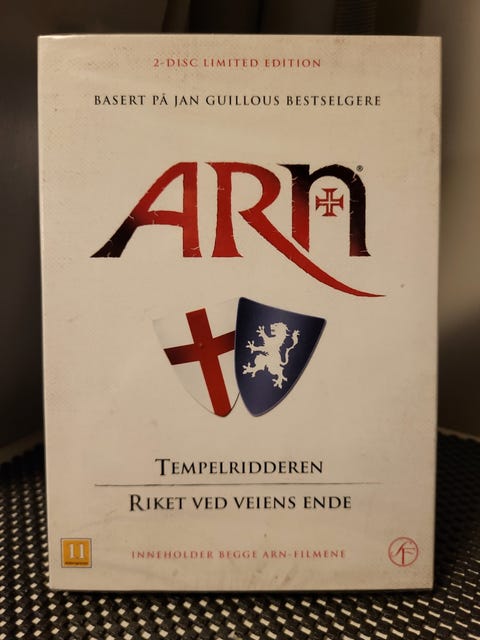 2-DISC LIMITED EDITION
BASERT PÅ JAN GUILLOUS BESTSELGERE
ARN®
TEMPELRIDDEREN
RIKET VED VEIENS ENDE
11
INNEHOLDER BEGGE ARN-FILMENE
SF